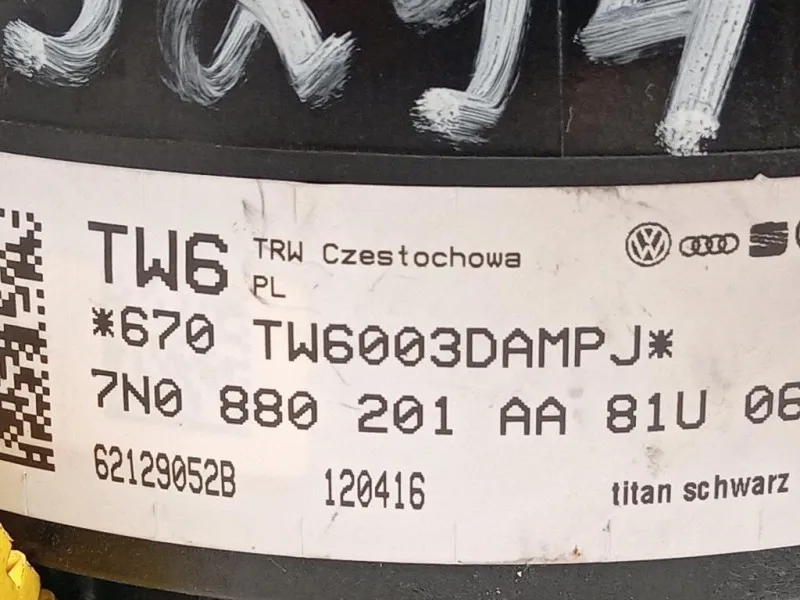 TW6 TRW Czestochowa
PL
*670 TW6003DAMPJ*
7N0 880 201 AA 81U 06
62129052B 120416 titan schwarz